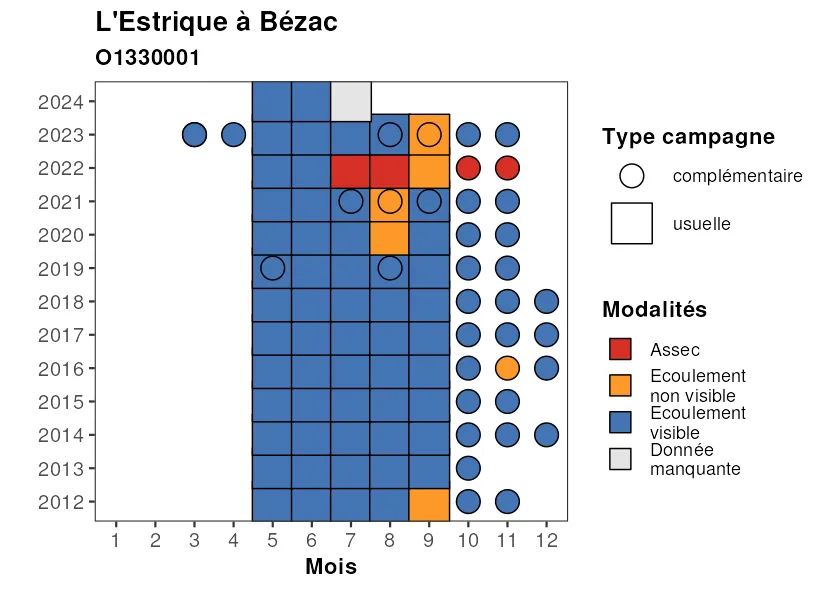 L'Estrique à Bézac
O1330001
2024
2023
2022
2021
2020
2019
2018
2017
2016
2015
2014
2013
2012
1 2 3 4 5 6 7 8 9 10 11 12
Mois
Type campagne
complémentaire
usuelle
Modalités
Assec
Ecoulement
non visible
Ecoulement
visible
Donnée
manquante